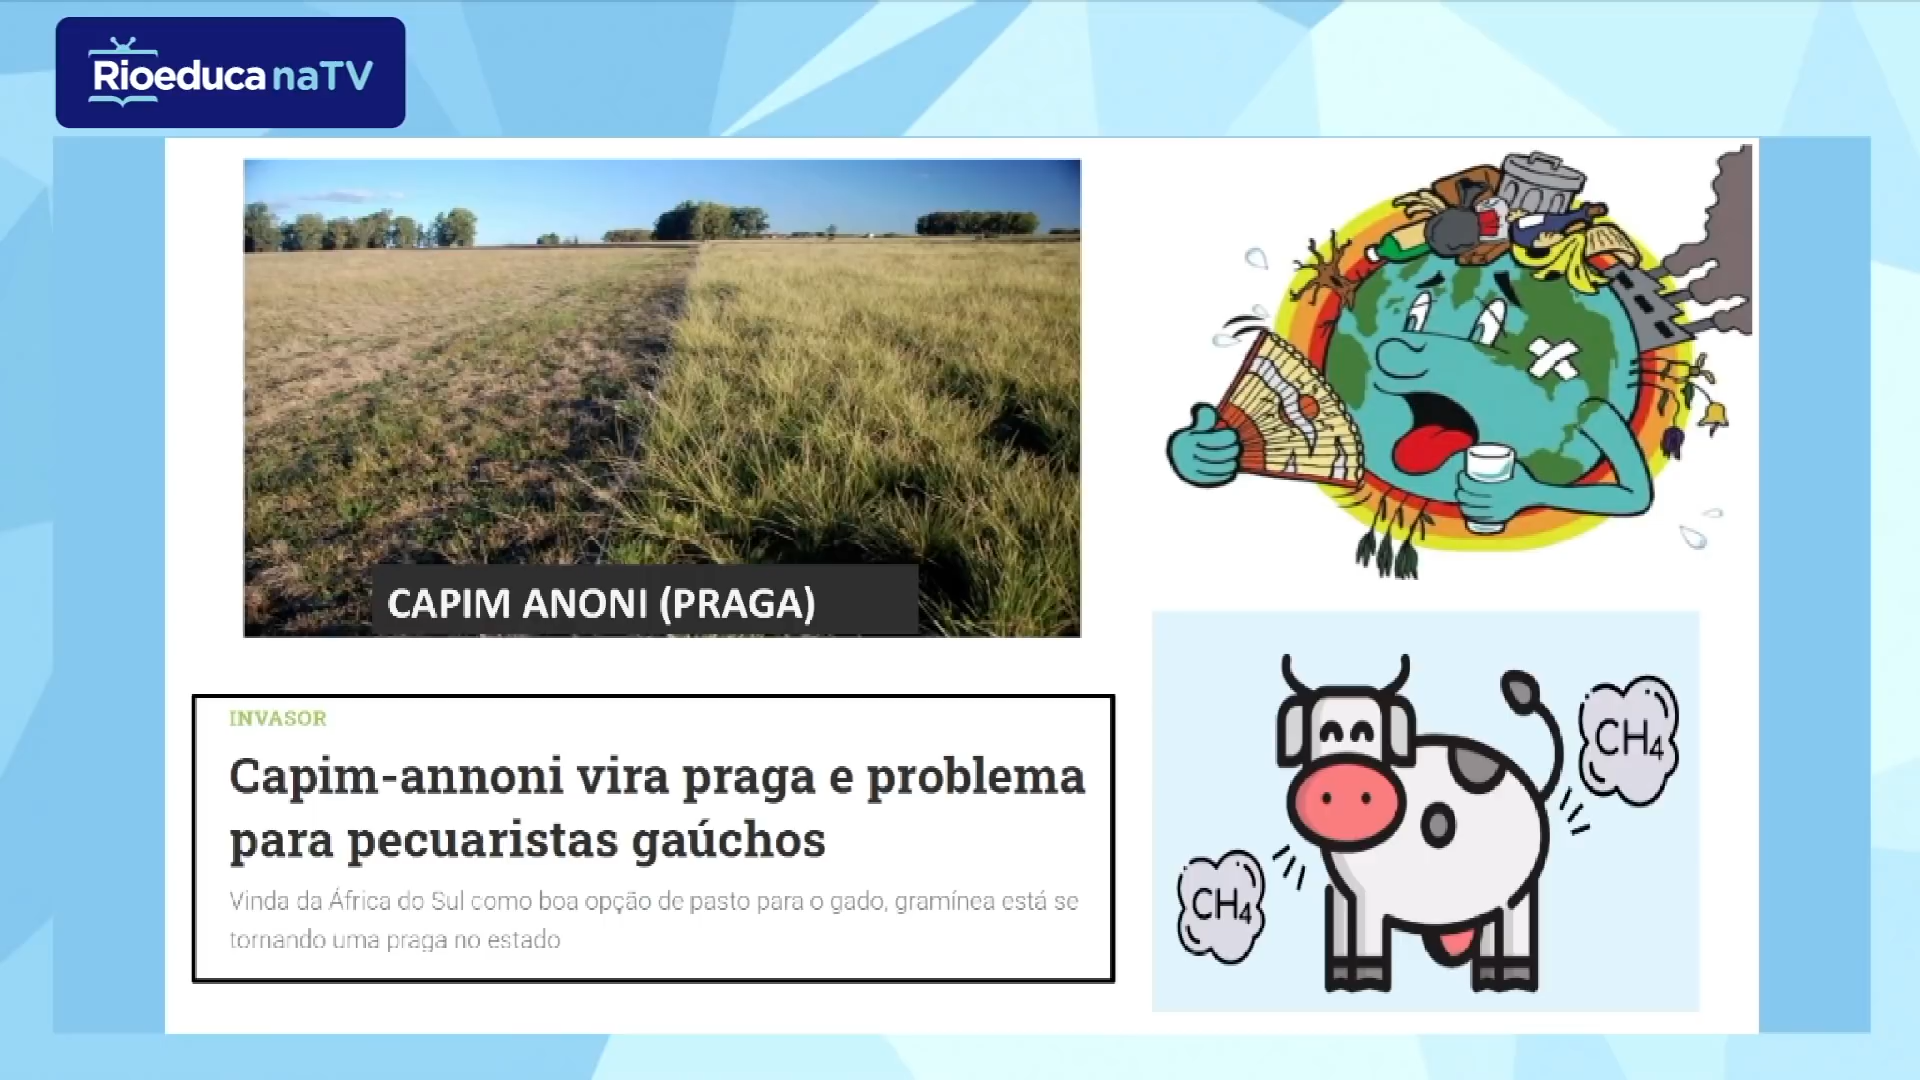 Rioeduca naTV
CAPIM ANONI (PRAGA)
INVASOR
Capim-annoni vira praga e problema
para pecuaristas gaúchos
Vinda da África do Sul como boa opção de pasto para o gado, gramínea está se
tornando uma praga no estado
CH4
CH4